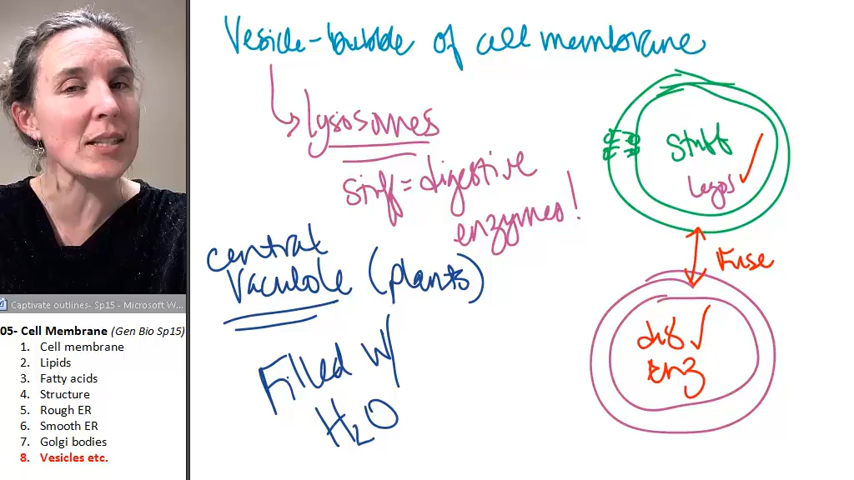 Vesicle-bubble of cell membrane
lysosomes
stuff = digestive
enzymes!
central
Vacuole (plants)
Filled w/
H₂O
stuff
Legos
Fuse
dig
Enz
Captivate outlines- Sp15 - Microsoft W...
05- Cell Membrane (Gen Bio Sp15)
1. Cell membrane
2. Lipids
3. Fatty acids
4. Structure
5. Rough ER
6. Smooth ER
7. Golgi bodies
8. Vesicles etc.